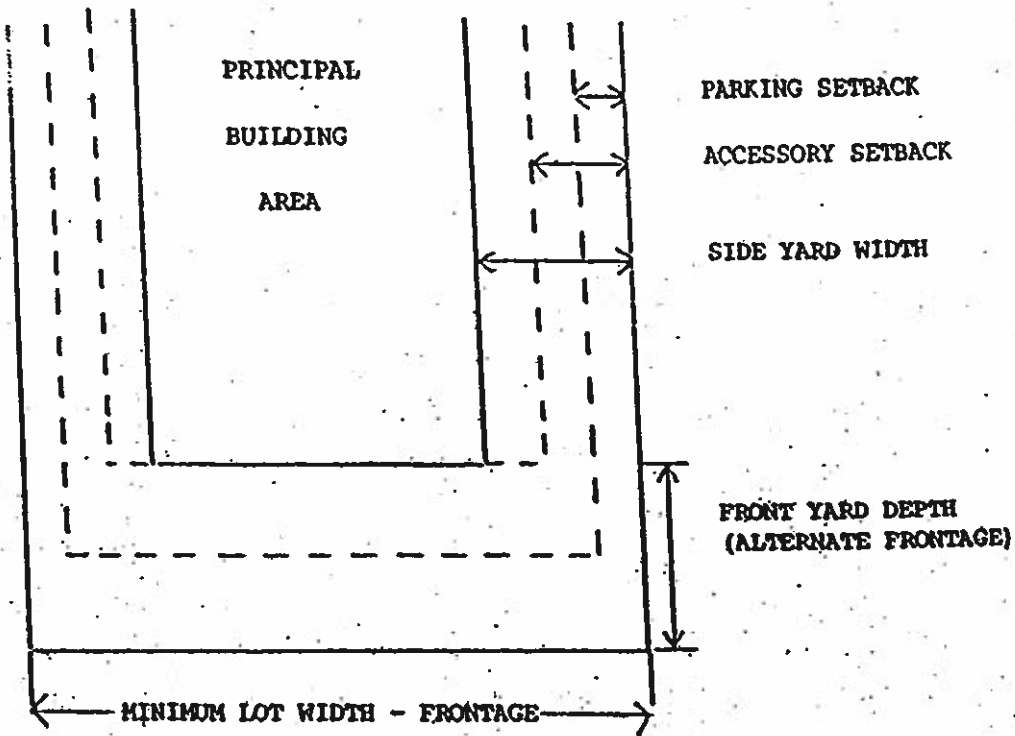 PRINCIPAL
BUILDING
AREA
PARKING SETBACK
ACCESSORY SETBACK
SIDE YARD WIDTH
FRONT YARD DEPTH
(ALTERNATE FRONTAGE)
MINIMUM LOT WIDTH - FRONTAGE